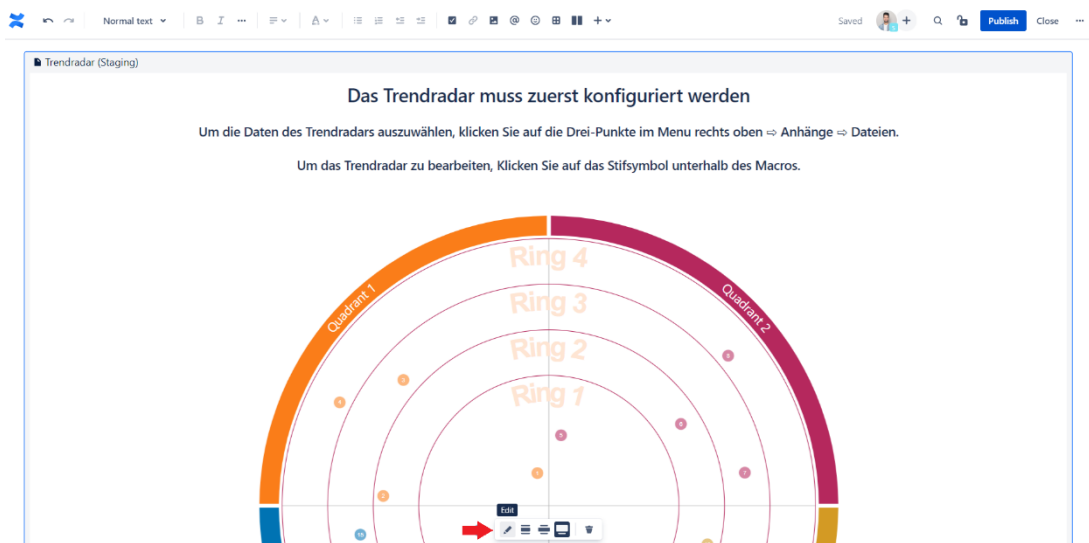 Normal text
B I
A
Saved
Publish
Close
Trendradar (Staging)
Das Trendradar muss zuerst konfiguriert werden
Um die Daten des Trendradars auszuwählen, klicken Sie auf die Drei-Punkte im Menu rechts oben ⇨ Anhänge ⇨ Dateien.
Um das Trendradar zu bearbeiten, Klicken Sie auf das Stifsymbol unterhalb des Macros.
Ring 4
Quadrant 1
Quadrant 2
Ring 3
Ring 2
Ring 1
7
Edit